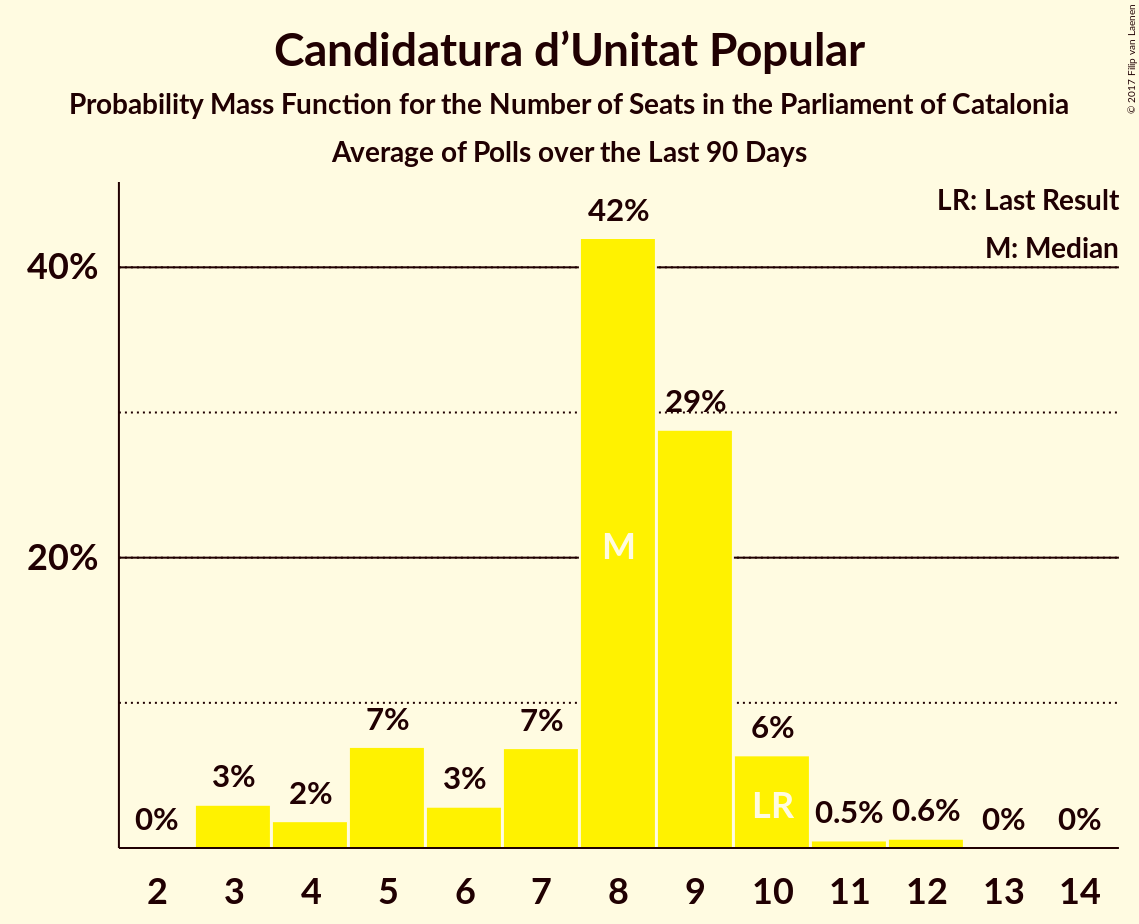 Candidatura d’Unitat Popular
Probability Mass Function for the Number of Seats in the Parliament of Catalonia
Average of Polls over the Last 90 Days
© 2017 Filip van Laenen
LR: Last Result
M: Median
40%
20%
0%
3%
2%
7%
3%
7%
42%
29%
6%
0.5%
0.6%
0%
0%
M
LR
2 3 4 5 6 7 8 9 10 11 12 13 14